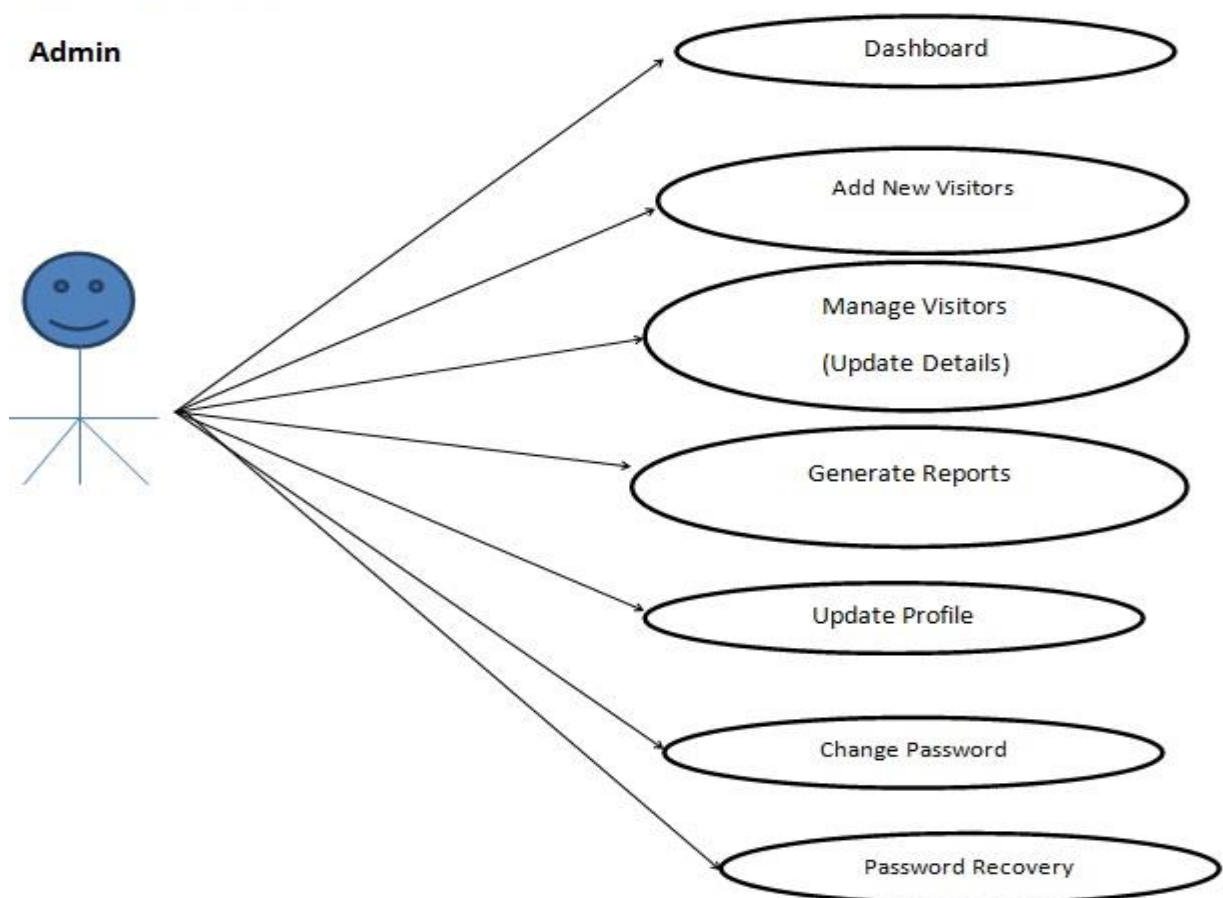 Admin
Dashboard
Add New Visitors
Manage Visitors
(Update Details)
Generate Reports
Update Profile
Change Password
Password Recovery